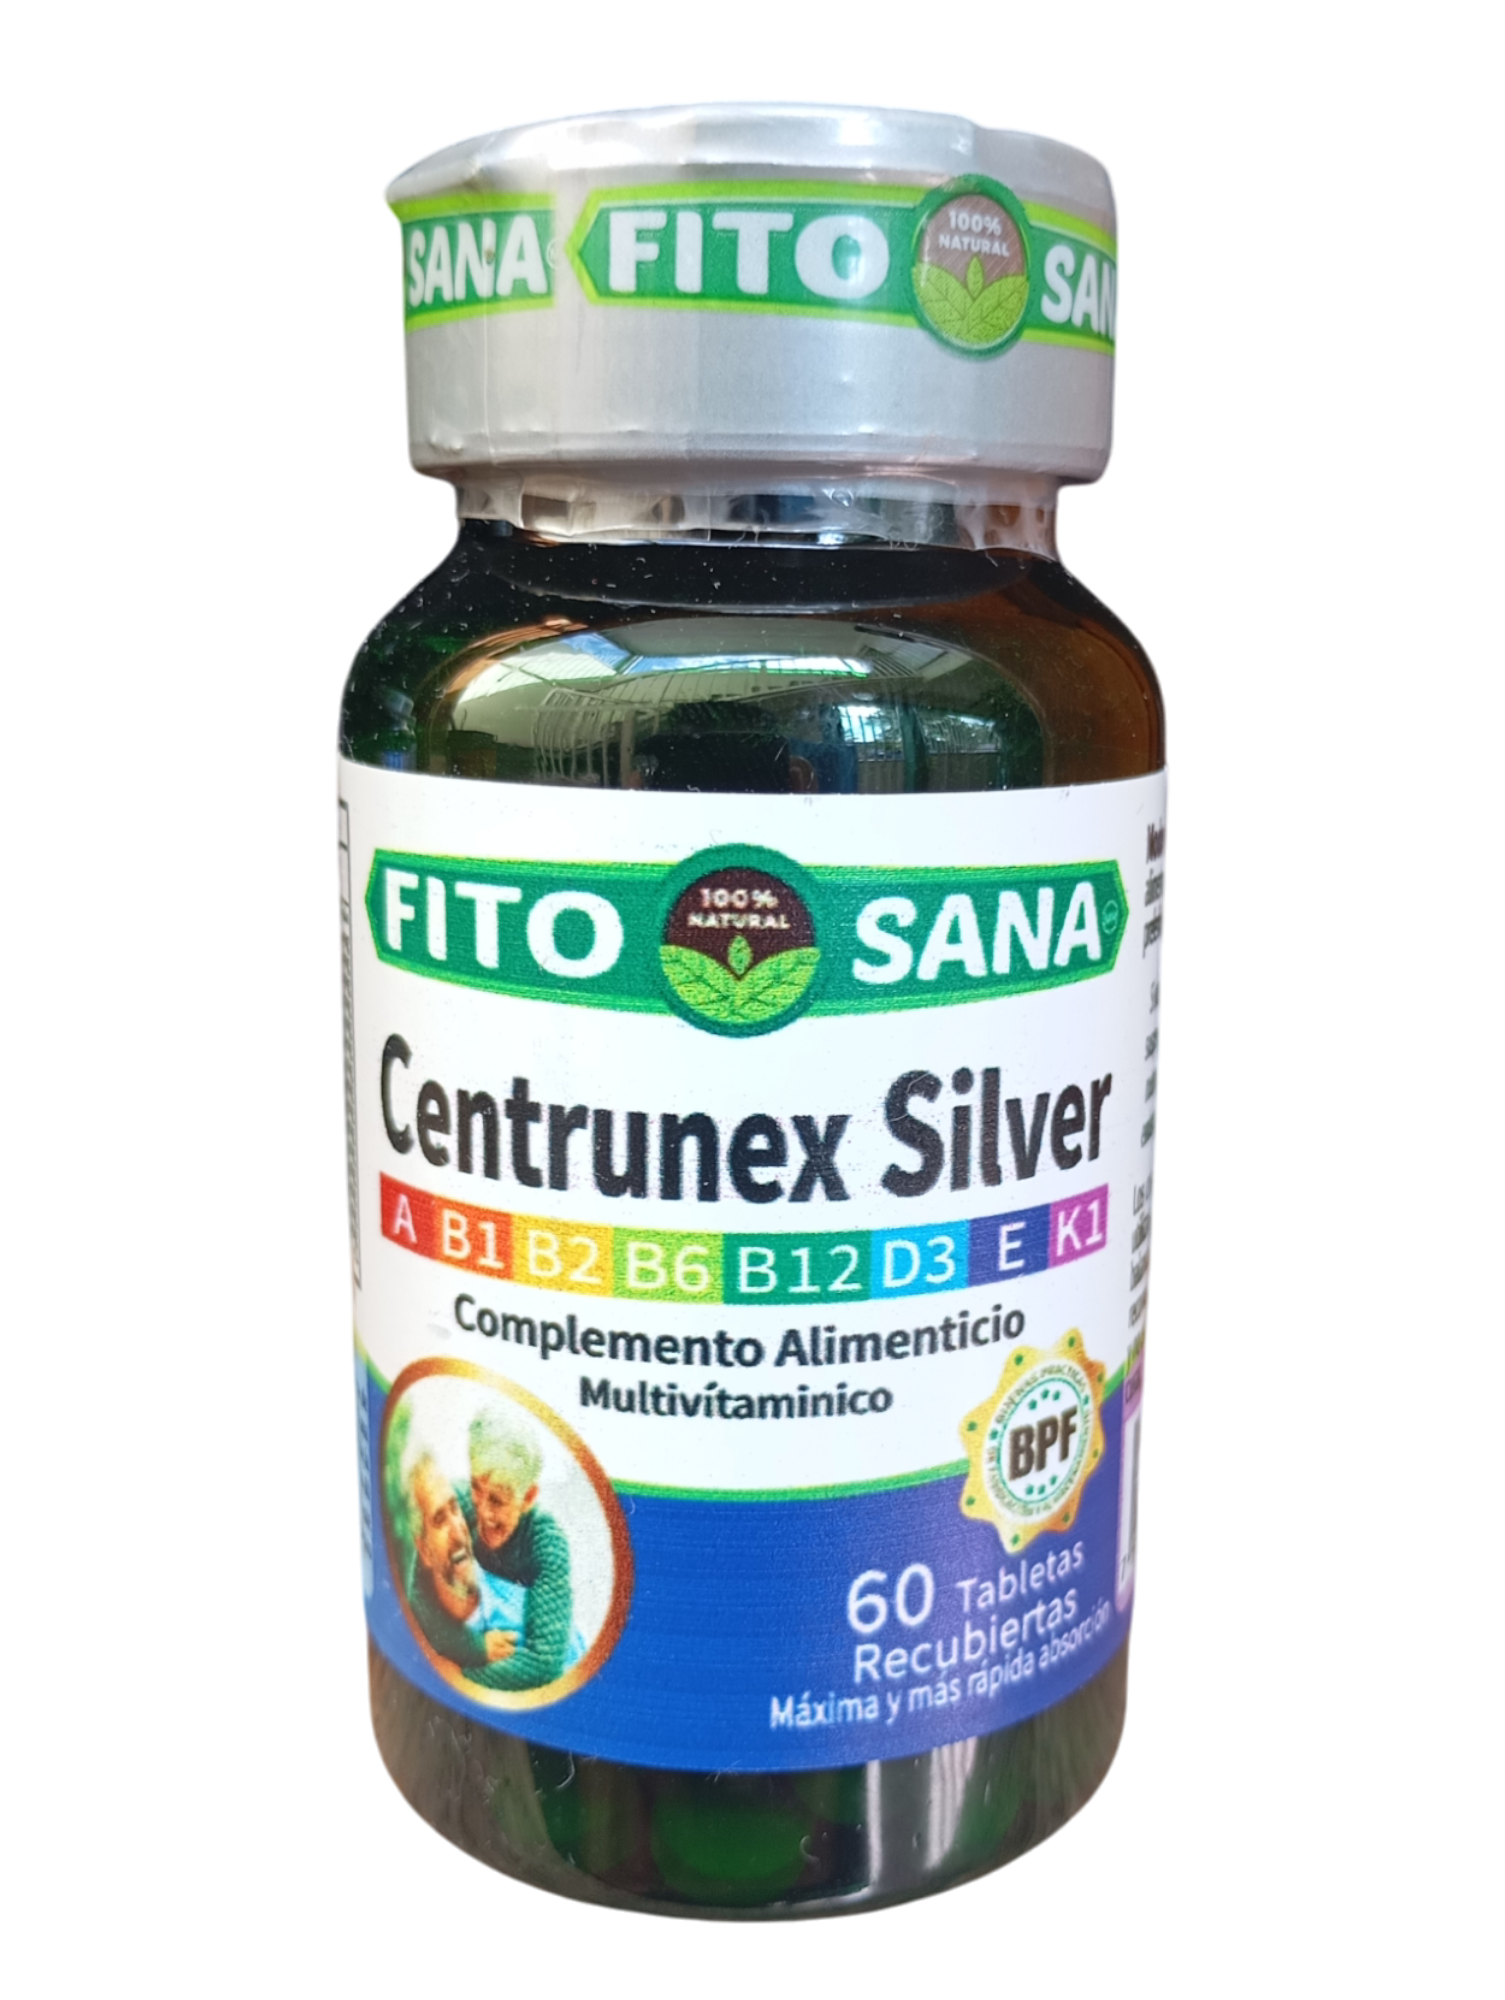 SANA FITO 100% NATURAL SAN
FITO 100% NATURAL SANA
Centrunex Silver
A B1 B2 B6 B12 D3 E K1
Complemento Alimenticio
Multivítaminico
BPF
60 Tabletas
Recubiertas
Máxima y más rápida absorción